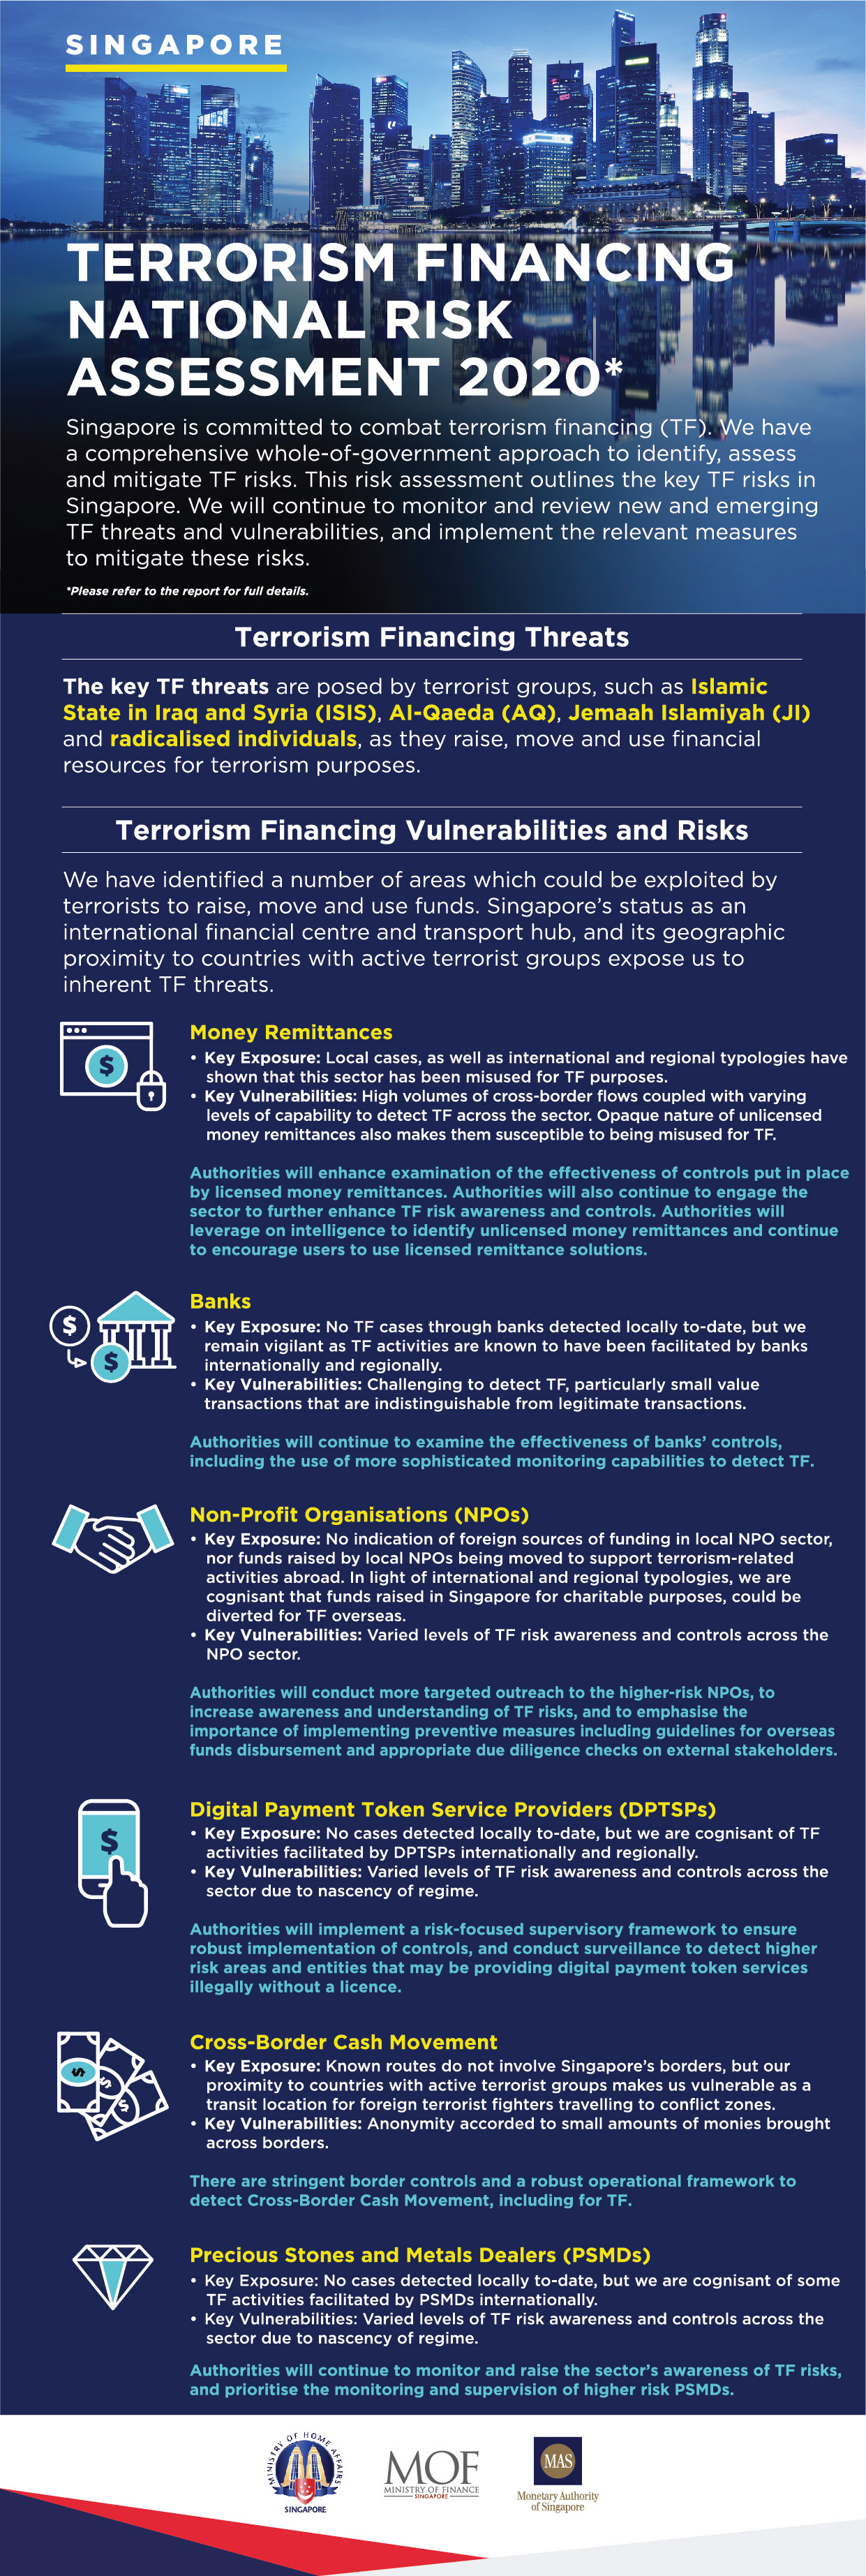 SINGAPORE
TERRORISM FINANCING
NATIONAL RISK
ASSESSMENT 2020*
Singapore is committed to combat terrorism financing (TF). We have
a comprehensive whole-of-government approach to identify, assess
and mitigate TF risks. This risk assessment outlines the key TF risks in
Singapore. We will continue to monitor and review new and emerging
TF threats and vulnerabilities, and implement the relevant measures
to mitigate these risks.
*Please refer to the report for full details.
Terrorism Financing Threats
The key TF threats are posed by terrorist groups, such as Islamic
State in Iraq and Syria (ISIS), Al-Qaeda (AQ), Jemaah Islamiyah (JI)
and radicalised individuals, as they raise, move and use financial
resources for terrorism purposes.
Terrorism Financing Vulnerabilities and Risks
We have identified a number of areas which could be exploited by
terrorists to raise, move and use funds. Singapore's status as an
international financial centre and transport hub, and its geographic
proximity to countries with active terrorist groups expose us to
inherent TF threats.
$
Money Remittances
• Key Exposure: Local cases, as well as international and regional typologies have
shown that this sector has been misused for TF purposes.
• Key Vulnerabilities: High volumes of cross-border flows coupled with varying
levels of capability to detect TF across the sector. Opaque nature of unlicensed
money remittances also makes them susceptible to being misused for TF.
Authorities will enhance examination of the effectiveness of controls put in place
by licensed money remittances. Authorities will also continue to engage the
sector to further enhance TF risk awareness and controls. Authorities will
leverage on intelligence to identify unlicensed money remittances and continue
to encourage users to use licensed remittance solutions.
$
$
Banks
• Key Exposure: No TF cases through banks detected locally to-date, but we
remain vigilant as TF activities are known to have been facilitated by banks
internationally and regionally.
• Key Vulnerabilities: Challenging to detect TF, particularly small value
transactions that are indistinguishable from legitimate transactions.
Authorities will continue to examine the effectiveness of banks' controls,
including the use of more sophisticated monitoring capabilities to detect TF.
Non-Profit Organisations (NPOs)
• Key Exposure: No indication of foreign sources of funding in local NPO sector,
nor funds raised by local NPOs being moved to support terrorism-related
activities abroad. In light of international and regional typologies, we are
cognisant that funds raised in Singapore for charitable purposes, could be
diverted for TF overseas.
• Key Vulnerabilities: Varied levels of TF risk awareness and controls across the
NPO sector.
Authorities will conduct more targeted outreach to the higher-risk NPOs, to
increase awareness and understanding of TF risks, and to emphasise the
importance of implementing preventive measures including guidelines for overseas
funds disbursement and appropriate due diligence checks on external stakeholders.
$
Digital Payment Token Service Providers (DPTSPs)
• Key Exposure: No cases detected locally to-date, but we are cognisant of TF
activities facilitated by DPTSPs internationally and regionally.
• Key Vulnerabilities: Varied levels of TF risk awareness and controls across the
sector due to nascency of regime.
Authorities will implement a risk-focused supervisory framework to ensure
robust implementation of controls, and conduct surveillance to detect higher
risk areas and entities that may be providing digital payment token services
illegally without a licence.
$
$
$
Cross-Border Cash Movement
• Key Exposure: Known routes do not involve Singapore's borders, but our
proximity to countries with active terrorist groups makes us vulnerable as a
transit location for foreign terrorist fighters travelling to conflict zones.
• Key Vulnerabilities: Anonymity accorded to small amounts of monies brought
across borders.
There are stringent border controls and a robust operational framework to
detect Cross-Border Cash Movement, including for TF.
Precious Stones and Metals Dealers (PSMDs)
• Key Exposure: No cases detected locally to-date, but we are cognisant of some
TF activities facilitated by PSMDs internationally.
• Key Vulnerabilities: Varied levels of TF risk awareness and controls across the
sector due to nascency of regime.
Authorities will continue to monitor and raise the sector's awareness of TF risks,
and prioritise the monitoring and supervision of higher risk PSMDs.
MINISTRY OF HOME AFFAIRS
SINGAPORE
MOF
MINISTRY OF FINANCE
SINGAPORE
MAS
Monetary Authority
of Singapore